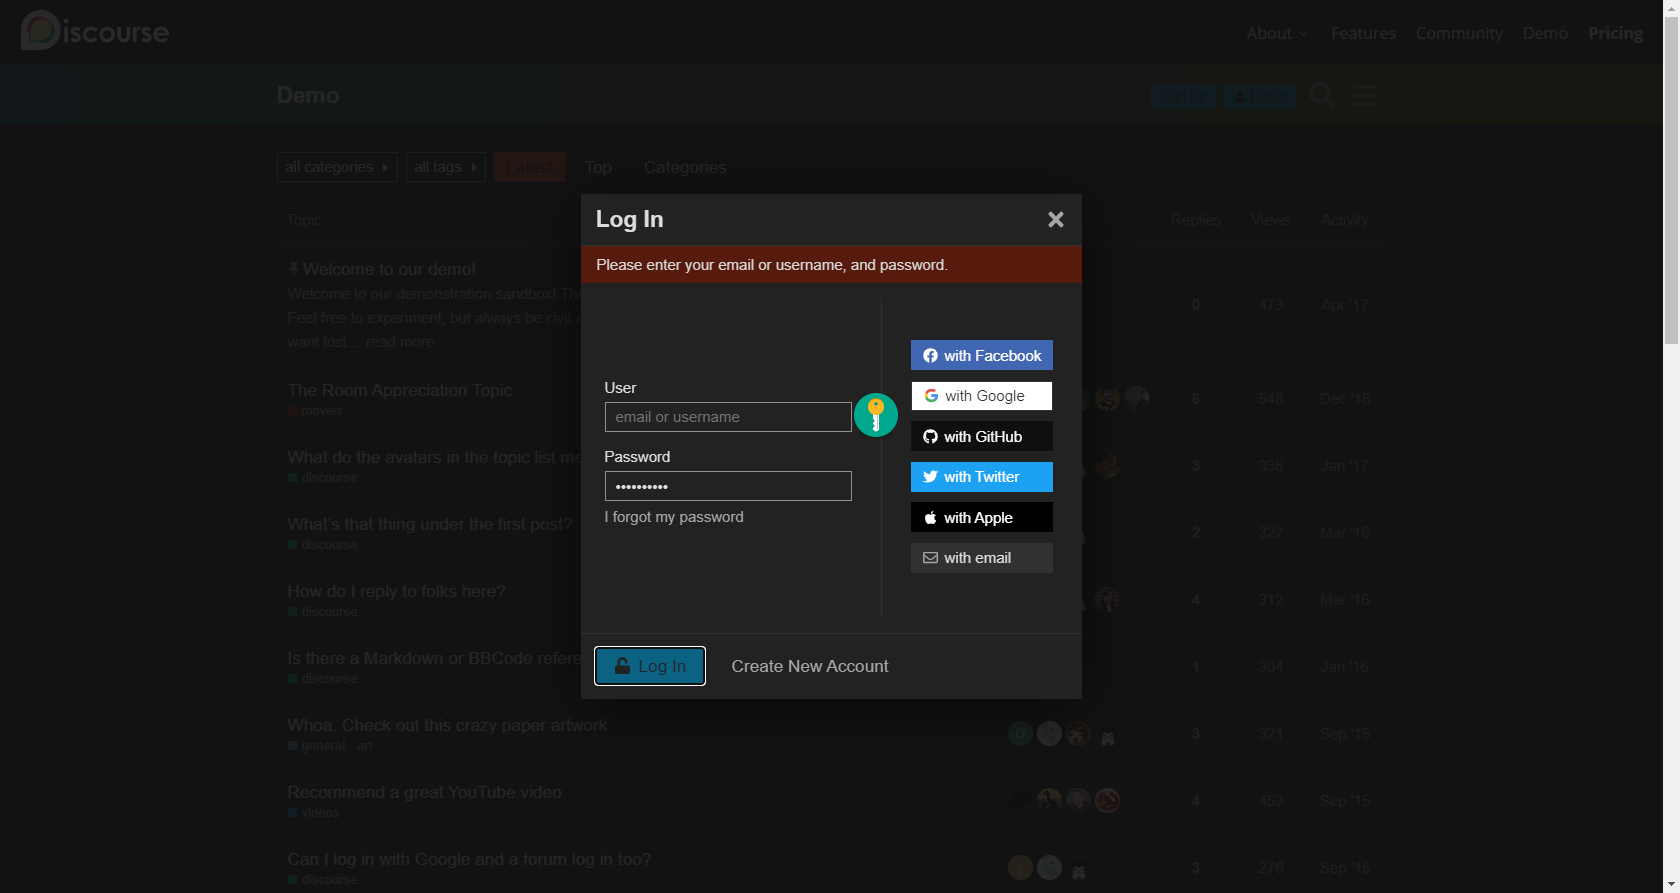 Discourse
About Features Community Demo Pricing
Demo
Sign Up Log In
all categories all tags Latest Top Categories
Topic Replies Views Activity
Log In
Please enter your email or username, and password.
Welcome to our demo!
Welcome to our demonstration sandbox!
Feel free to experiment, but always be civil
want lost... read more
0 473 Apr '17
User
email or username
Password
••••••••••
I forgot my password
with Facebook
with Google
with GitHub
with Twitter
with Apple
with email
Log In Create New Account
The Room Appreciation Topic
movies
6 548 Dec '18
What do the avatars in the topic list
discourse
3 336 Jan '17
What's that thing under the first post?
discourse
2 322 Mar '16
How do I reply to folks here?
discourse
4 312 Mar '16
Is there a Markdown or BBCode
discourse
1 304 Jan '16
Whoa. Check out this crazy paper artwork
general art
D
3 321 Sep '15
Recommend a great YouTube video
videos
4 453 Sep '15
Can I log in with Google and a forum log in too?
discourse
3 276 Sep '15